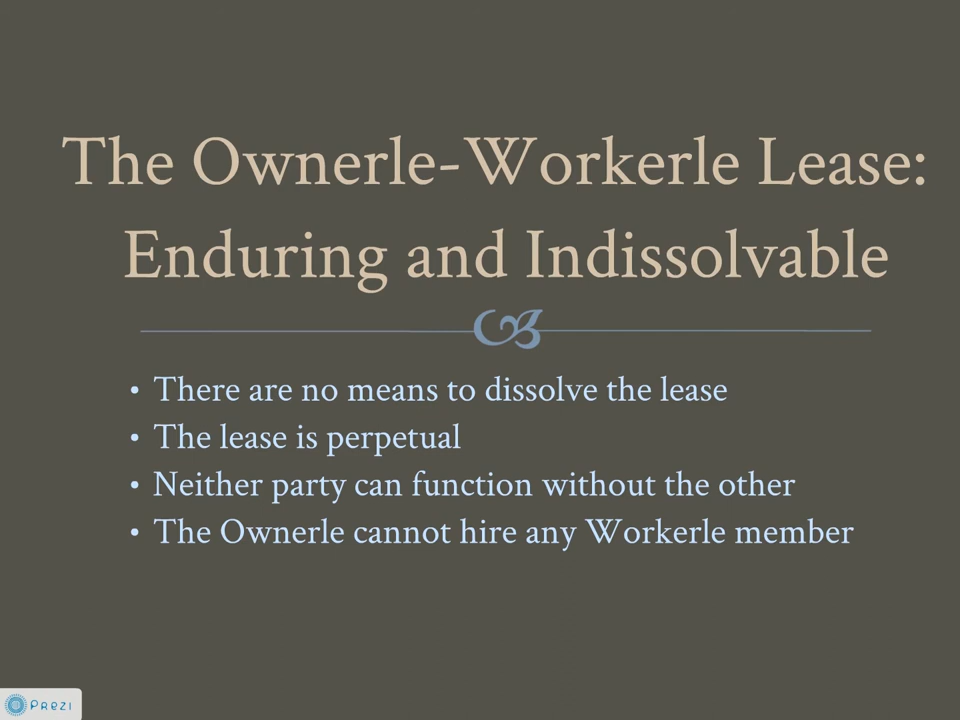 The Ownerle-Workerle Lease:
Enduring and Indissolvable
• There are no means to dissolve the lease
• The lease is perpetual
• Neither party can function without the other
• The Ownerle cannot hire any Workerle member
Prezi